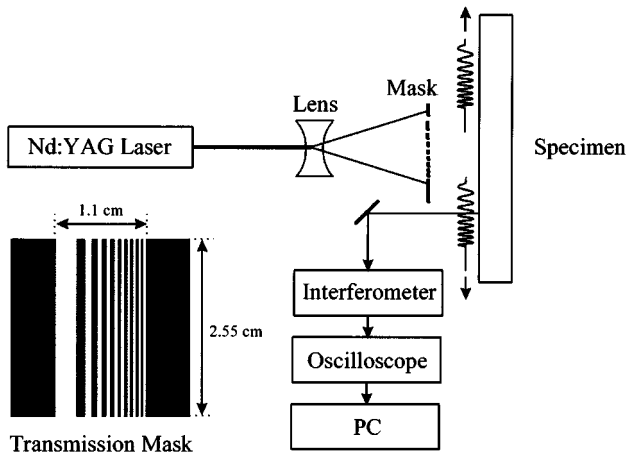 Mask
Lens
Nd:YAG Laser
Specimen
1.1 cm
2.55 cm
Interferometer
Oscilloscope
PC
Transmission Mask